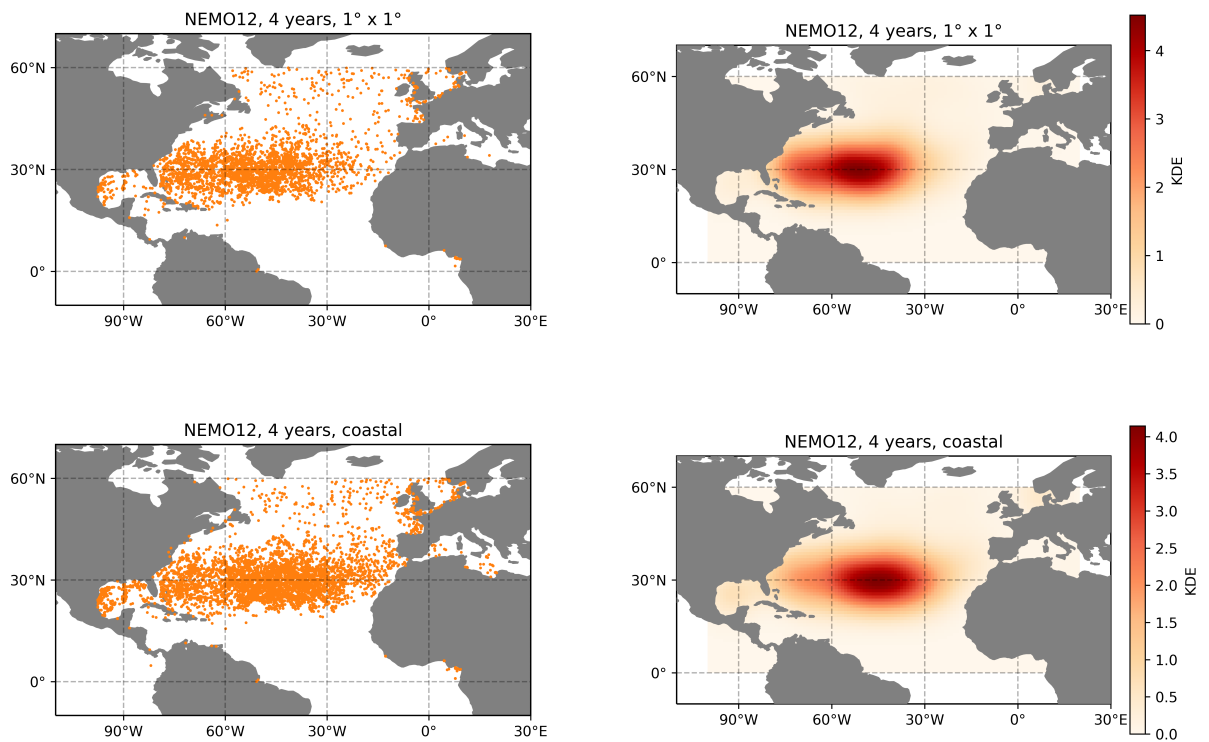 NEMO12, 4 years, 1° x 1°
60°N
30°N
0°
90°W 60°W 30°W 0° 30°E
NEMO12, 4 years, 1° x 1°
60°N
30°N
0°
90°W 60°W 30°W 0° 30°E
4
3
2
1
0
KDE
NEMO12, 4 years, coastal
60°N
30°N
0°
90°W 60°W 30°W 0° 30°E
NEMO12, 4 years, coastal
60°N
30°N
0°
90°W 60°W 30°W 0° 30°E
4.0
3.5
3.0
2.5
2.0
1.5
1.0
0.5
0.0
KDE